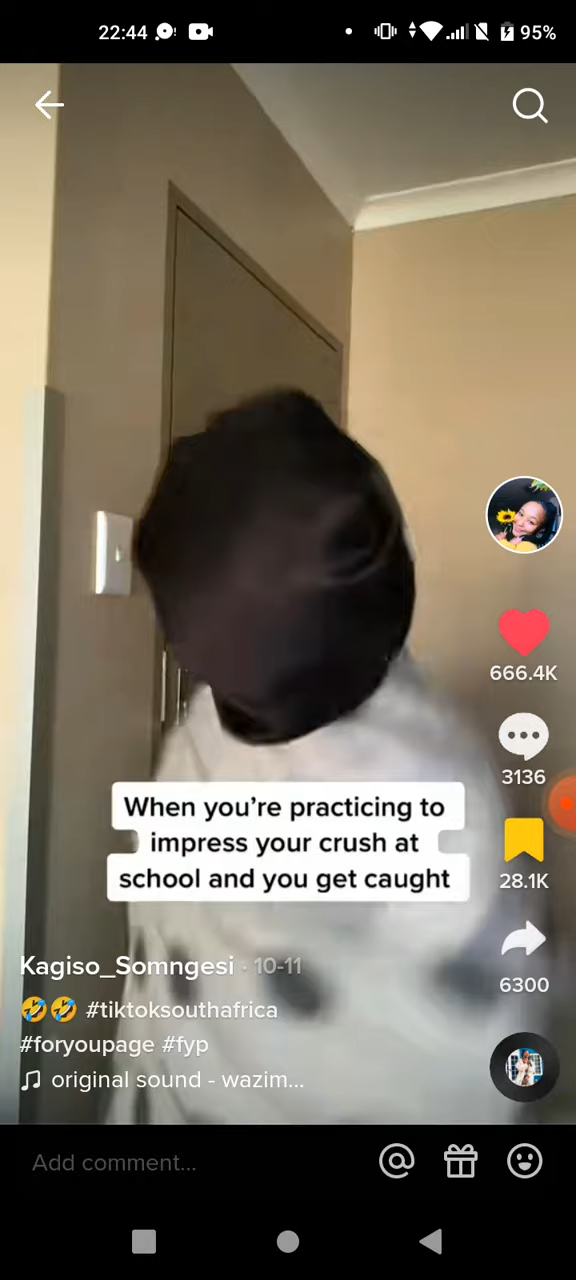 22:44
95%
666.4K
3136
When you're practicing to
impress your crush at
school and you get caught
28.1K
Kagiso_Somngesi · 10-11
6300
🤣🤣 #tiktoksouthafrica
#foryoupage #fyp
original sound - wazim...
Add comment...